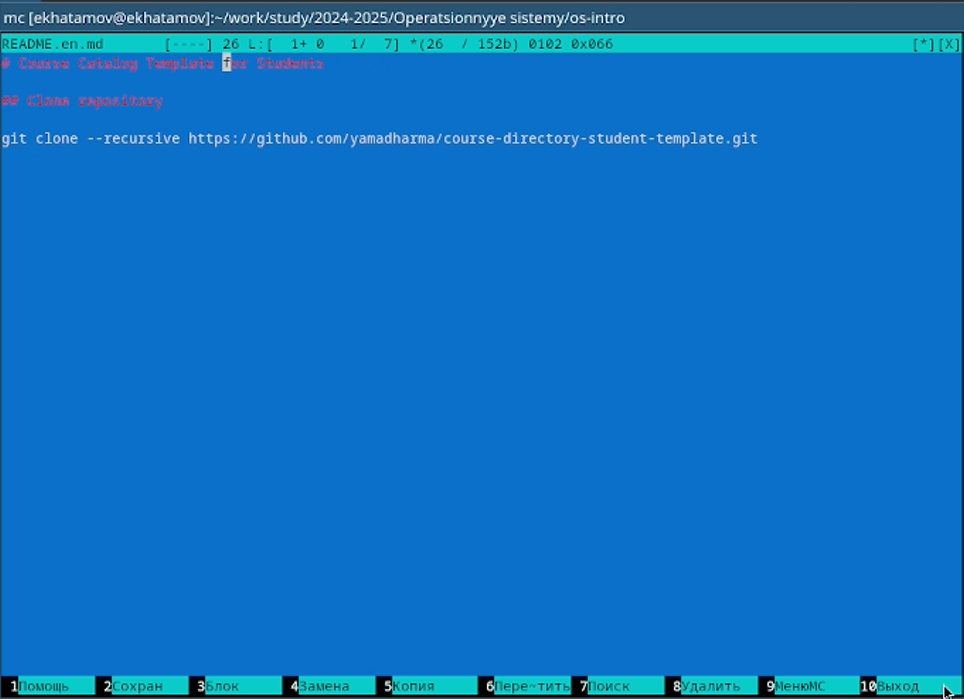 mc [ekhatamov@ekhatamov]:~/work/study/2024-2025/Operatsionnyye sistemy/os-intro
README.en.md [----] 26 L:[ 1+ 0 1/ 7] *(26 / 152b) 0102 0x066 [*][X]
# Course Catalog Template for Students
## Clone repository
git clone --recursive https://github.com/yamadharma/course-directory-student-template.git
1Помощь 2Сохран 3Блок 4Замена 5Копия 6Пере~тить 7Поиск 8Удалить 9МенюMC 10Выход